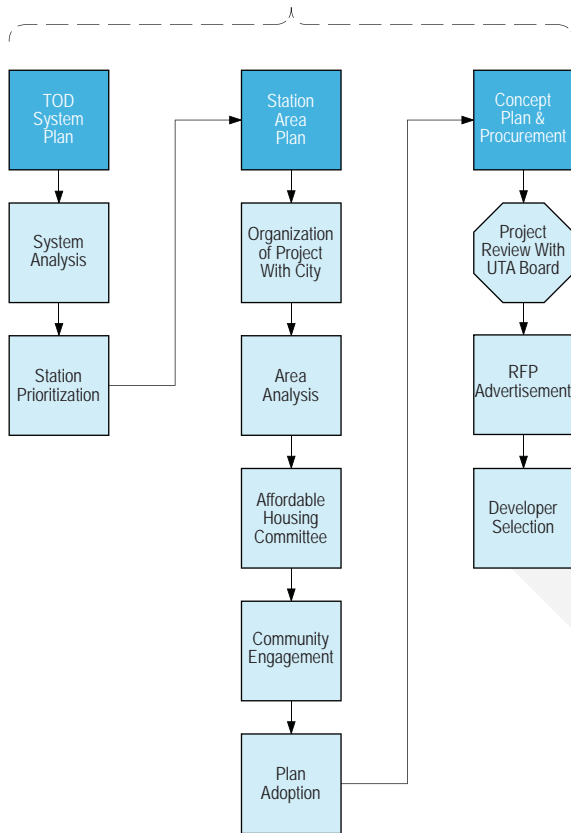 TOD
System
Plan
System
Analysis
Station
Prioritization
Station
Area
Plan
Organization
of Project
With City
Area
Analysis
Affordable
Housing
Committee
Community
Engagement
Plan
Adoption
Concept
Plan &
Procurement
Project
Review With
UTA Board
RFP
Advertisement
Developer
Selection